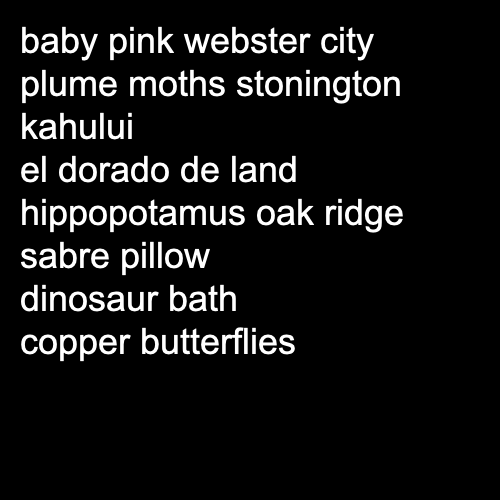 baby pink webster city
plume moths stonington
kahului
el dorado de land
hippopotamus oak ridge
sabre pillow
dinosaur bath
copper butterflies